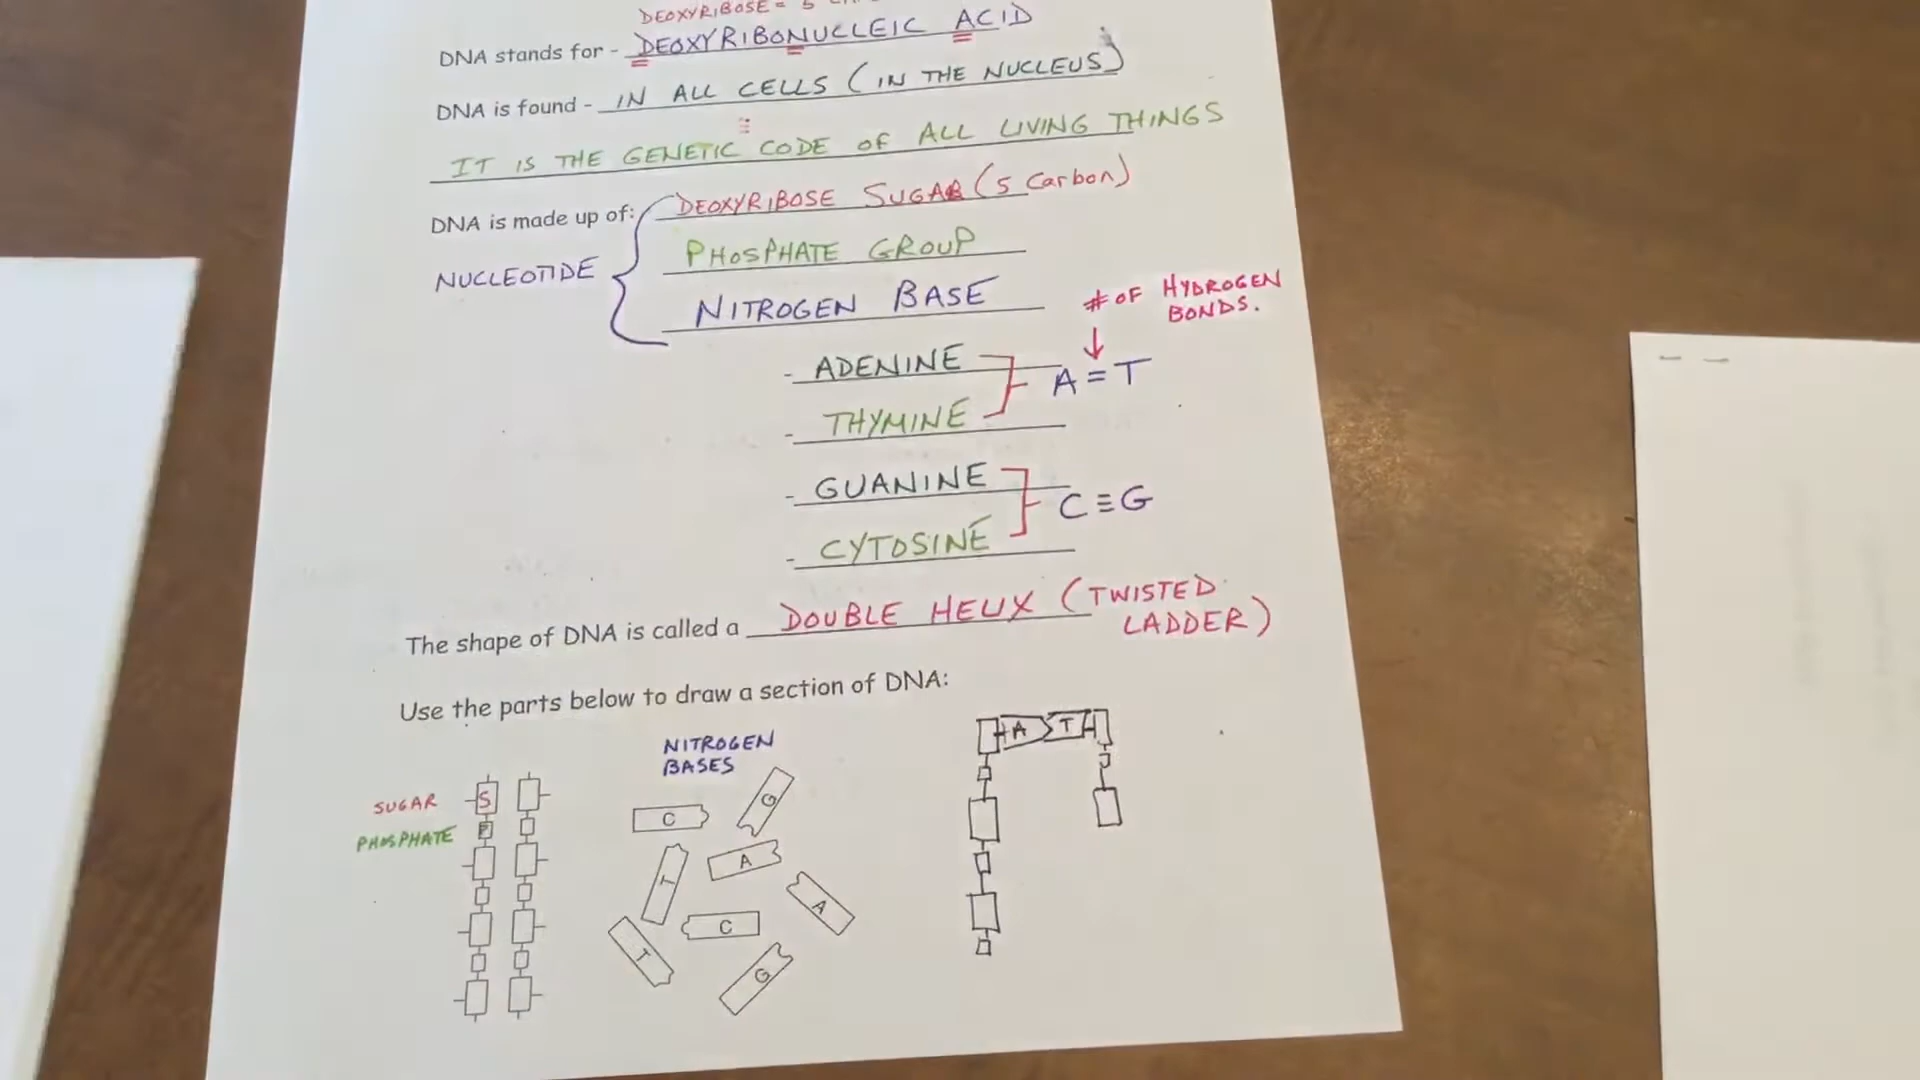 DEOXYRIBOSE = 5
DNA stands for - DEOXYRIBONUCLEIC ACID
DNA is found - IN ALL CELLS (IN THE NUCLEUS)
IT IS THE GENETIC CODE OF ALL LIVING THINGS
DNA is made up of: DEOXYRIBOSE SUGAR (5 Carbon)
PHOSPHATE GROUP
NUCLEOTIDE
NITROGEN BASE
# OF HYDROGEN
BONDS.
- ADENINE
A = T
- THYMINE
- GUANINE
C ≡ G
- CYTOSINE
The shape of DNA is called a DOUBLE HELIX (TWISTED
LADDER)
Use the parts below to draw a section of DNA:
A T
NITROGEN
BASES
SUGAR S
PHOSPHATE P
C G
T A
A
T C
G